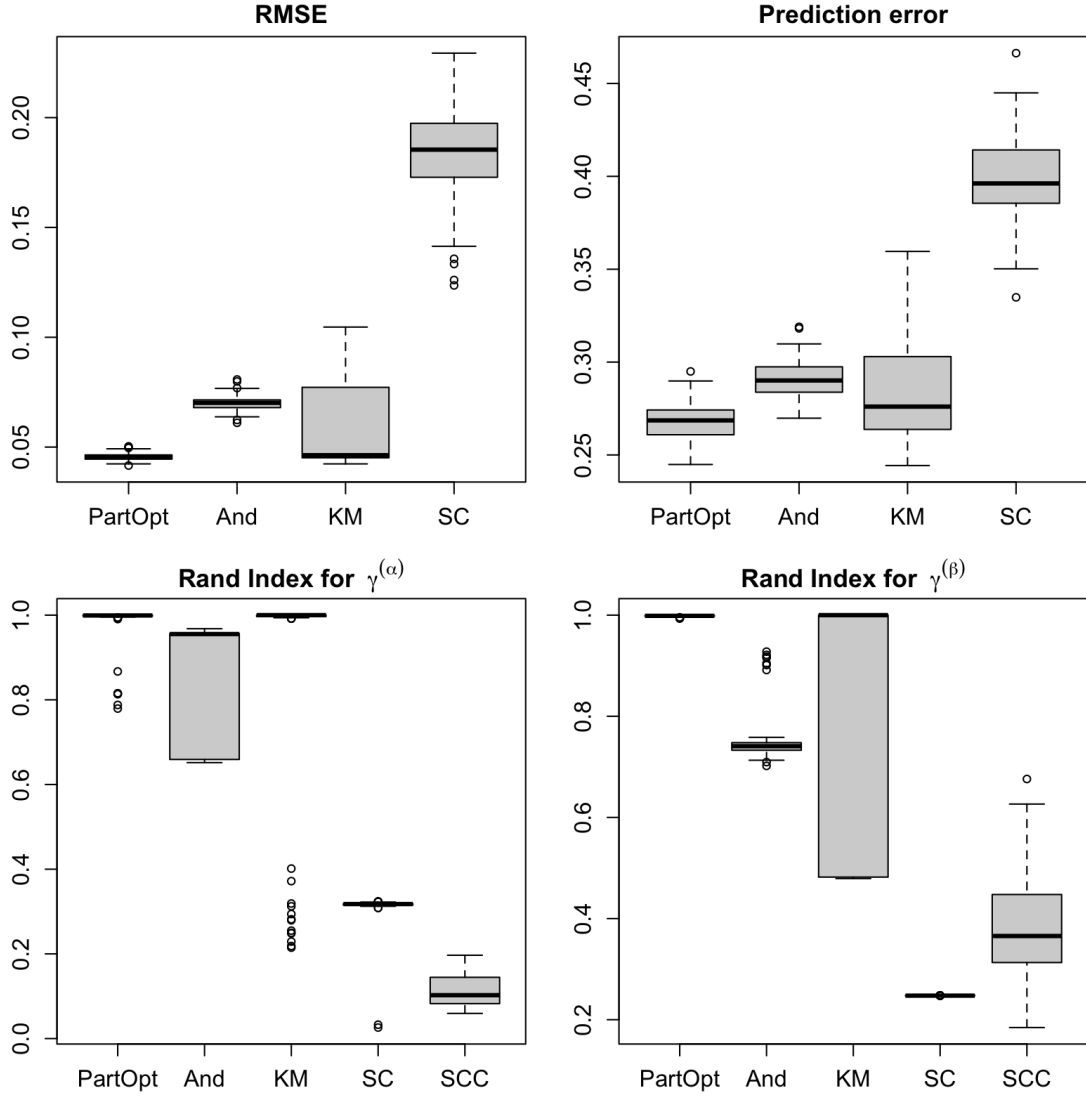 RMSE
0.20
0.15
0.10
0.05
PartOpt And KM SC
Prediction error
0.45
0.40
0.35
0.30
0.25
PartOpt And KM SC
Rand Index for γ(α)
1.0
0.8
0.6
0.4
0.2
0.0
PartOpt And KM SC SCC
Rand Index for γ(β)
1.0
0.8
0.6
0.4
0.2
PartOpt And KM SC SCC